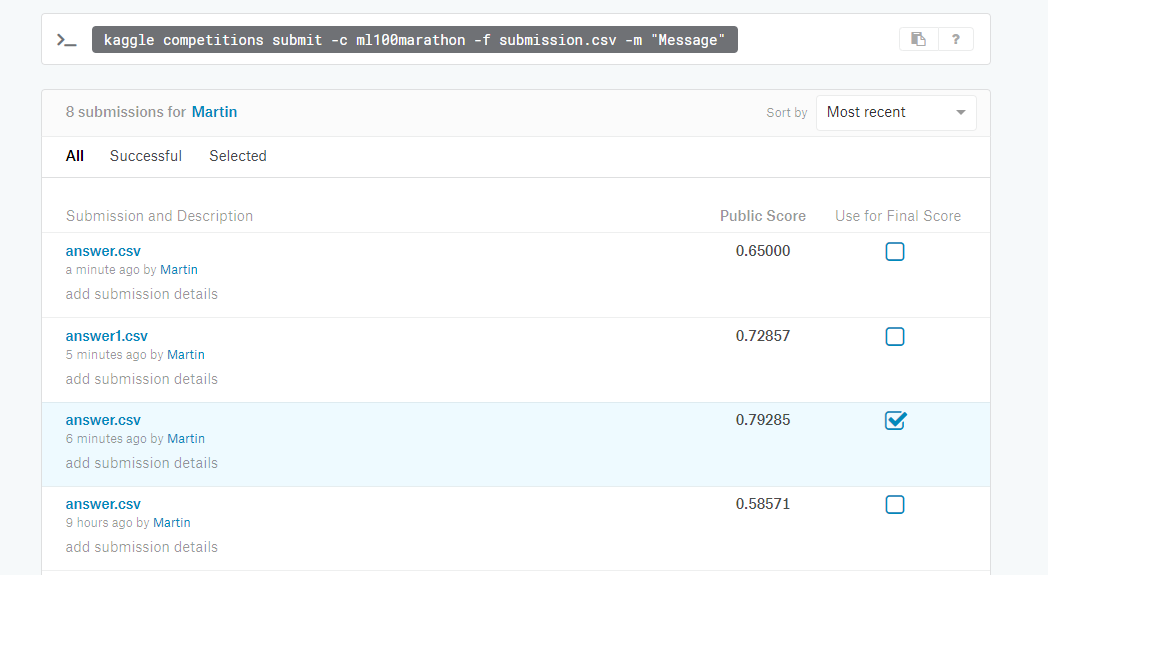 >_ kaggle competitions submit -c ml100marathon -f submission.csv -m "Message" ?
8 submissions for Martin Sort by Most recent
All Successful Selected
Submission and Description Public Score Use for Final Score
answer.csv 0.65000
a minute ago by Martin
add submission details
answer1.csv 0.72857
5 minutes ago by Martin
add submission details
answer.csv 0.79285
6 minutes ago by Martin
add submission details
answer.csv 0.58571
9 hours ago by Martin
add submission details